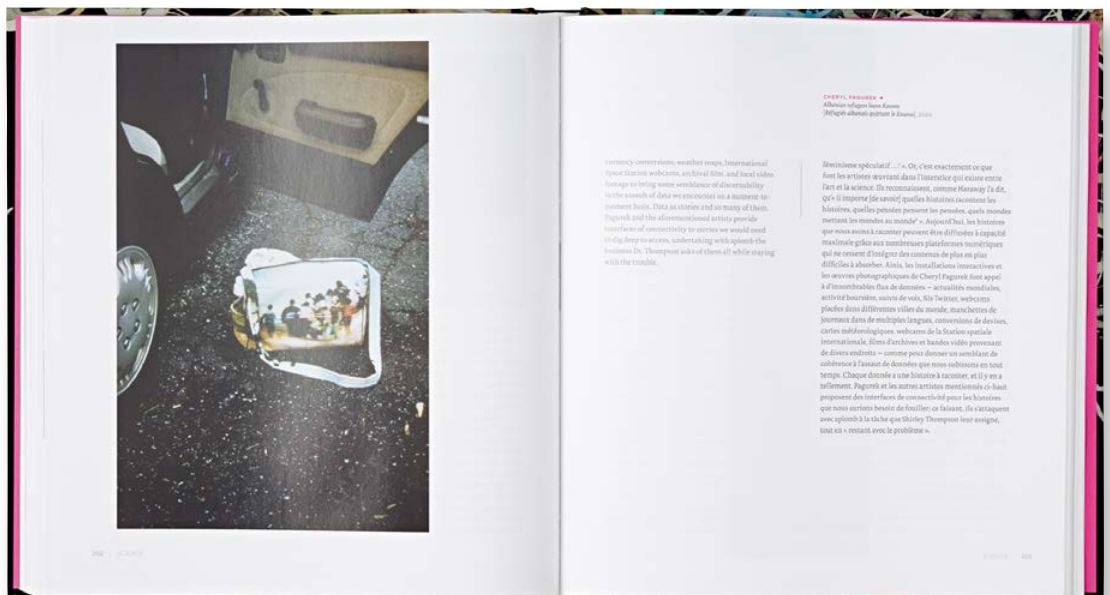 CHERYL PAGUREK
Albanian refugees leave Kosovo
[Réfugiés albanais quittant le Kosovo],
currency conversions, weather maps, International
Space Station webcams, archival film, and local video
footage to bring some semblance of discernability
to the assault of data we encounter on a moment-to-
moment basis. Data as stories and so many of them.
Pagurek and the aforementioned artists provide
interfaces of connectivity to stories we would need
to dig deep to access, undertaking with aplomb the
business Dr. Thompson asks of them all while staying
with the trouble.
féminisme spéculatif ... ». Or, c'est exactement ce que
font les artistes œuvrant dans l'interstice qui existe entre
l'art et la science. Ils reconnaissent, comme Haraway l'a dit,
qu'« il importe [de savoir] quelles histoires racontent les
histoires, quelles pensées pensent les pensées, quels mondes
mettent les mondes au monde ». Aujourd'hui, les histoires
que nous avons à raconter peuvent être diffusées à capacité
maximale grâce aux nombreuses plateformes numériques
qui ne cessent d'intégrer des contenus de plus en plus
difficiles à absorber. Ainsi, les installations interactives et
les œuvres photographiques de Cheryl Pagurek font appel
à d'innombrables flux de données — actualités mondiales,
activité boursière, suivis de vols, fils Twitter, webcams
placées dans différentes villes du monde, manchettes de
journaux dans de multiples langues, conversions de devises,
cartes météorologiques, webcams de la Station spatiale
internationale, films d'archives et bandes vidéo provenant
de divers endroits — comme pour donner un semblant de
cohérence à l'assaut de données que nous subissons en tout
temps. Chaque donnée a une histoire à raconter, et il y en a
tellement. Pagurek et les autres artistes mentionnés ci-haut
proposent des interfaces de connectivité pour les histoires
que nous aurions besoin de fouiller; ce faisant, ils s'attaquent
avec aplomb à la tâche que Shirley Thompson leur assigne,
tout en « restant avec le problème ».